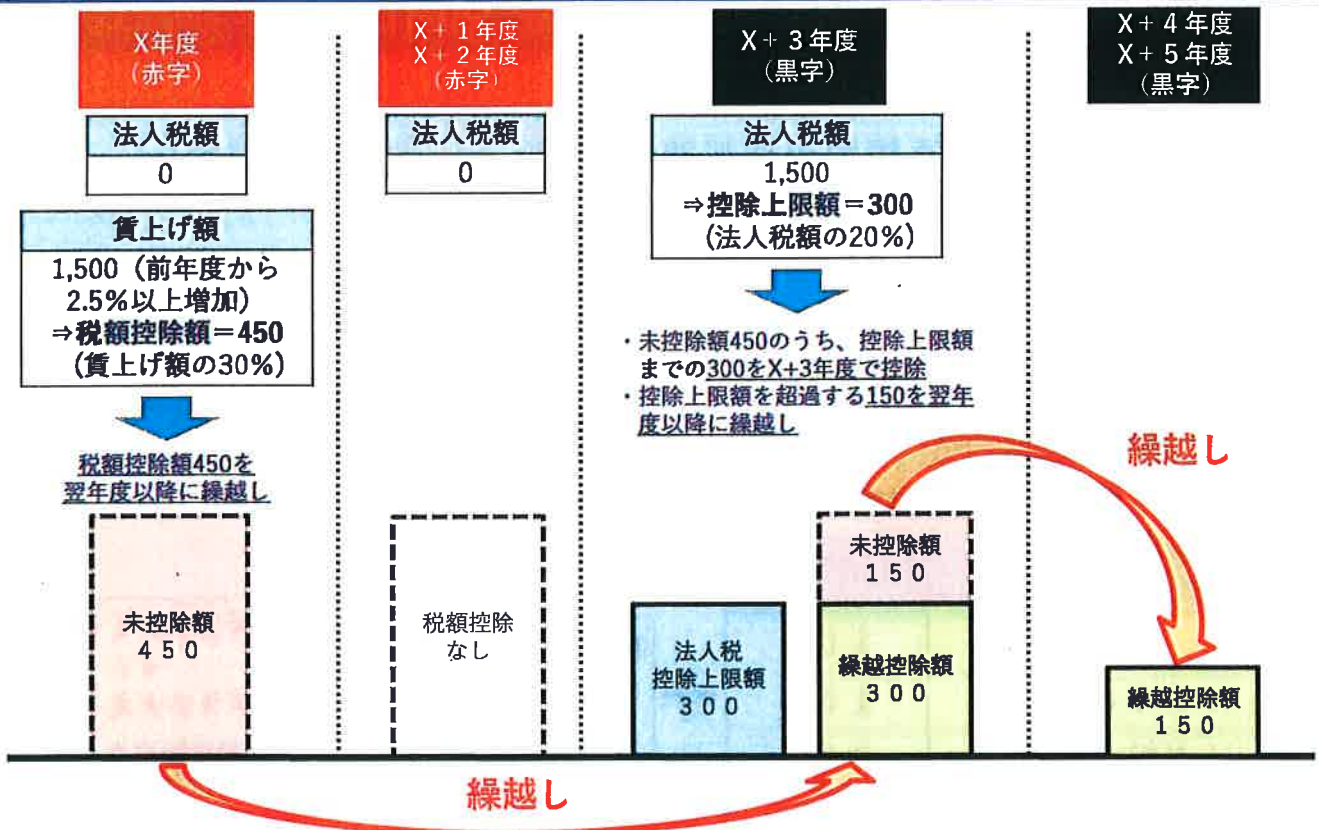 X年度
(赤字)
法人税額
0
賃上げ額
1,500（前年度から
2.5%以上増加)
⇒税額控除額＝450
(賃上げ額の30%)
税額控除額450を
翌年度以降に繰越し
未控除額
４５０
X＋１年度
X＋２年度
(赤字)
法人税額
0
税額控除
なし
X＋３年度
(黒字)
法人税額
1,500
⇒控除上限額＝300
(法人税額の20%)
・未控除額450のうち、控除上限額
までの300をX+3年度で控除
・控除上限額を超過する150を翌年
度以降に繰越し
法人税
控除上限額
３００
未控除額
１５０
繰越控除額
３００
X＋４年度
X＋５年度
(黒字)
繰越し
繰越控除額
１５０
繰越し